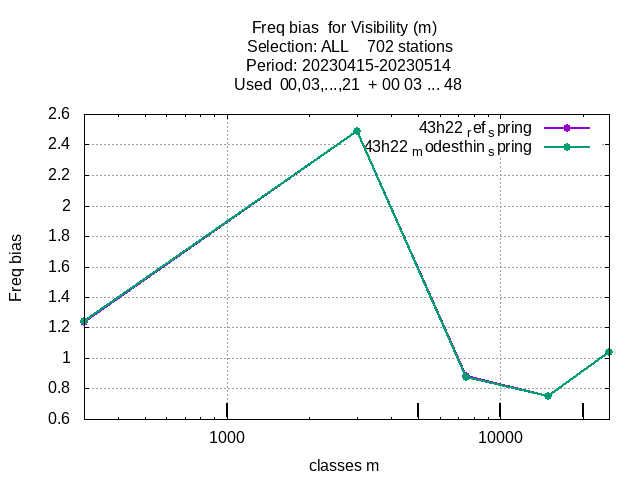 Freq bias  for Visibility (m)
Selection: ALL    702 stations
Period: 20230415-20230514
Used  00,03,...,21  + 00 03 ... 48
2.6
2.4
2.2
2
1.8
1.6
1.4
1.2
1
0.8
0.6
Freq bias
43h22 ref spring
43h22 modesthin spring
1000
10000
classes m